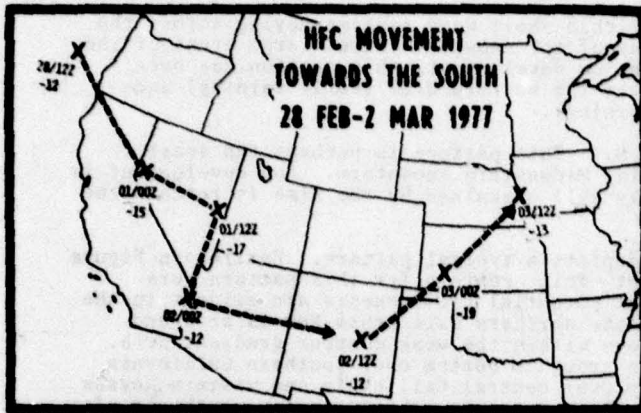 HFC MOVEMENT
TOWARDS THE SOUTH
28 FEB-2 MAR 1977
28/12Z
-12
01/00Z
-15
01/12Z
-17
02/00Z
-12
02/12Z
-12
03/00Z
-19
03/12Z
-13